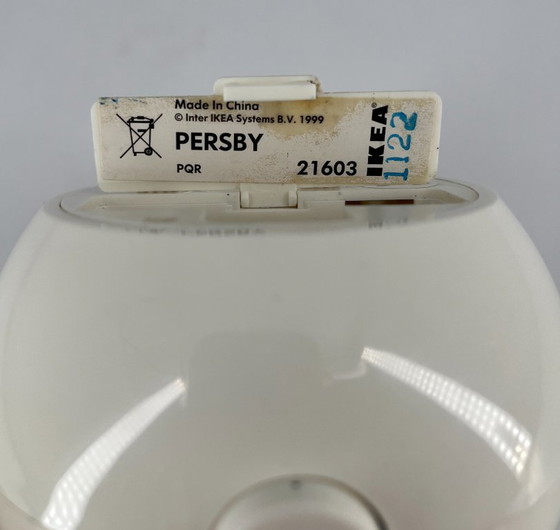 Made In China
© Inter IKEA Systems B.V. 1999
PERSBY
PQR 21603
IKEA®
1122